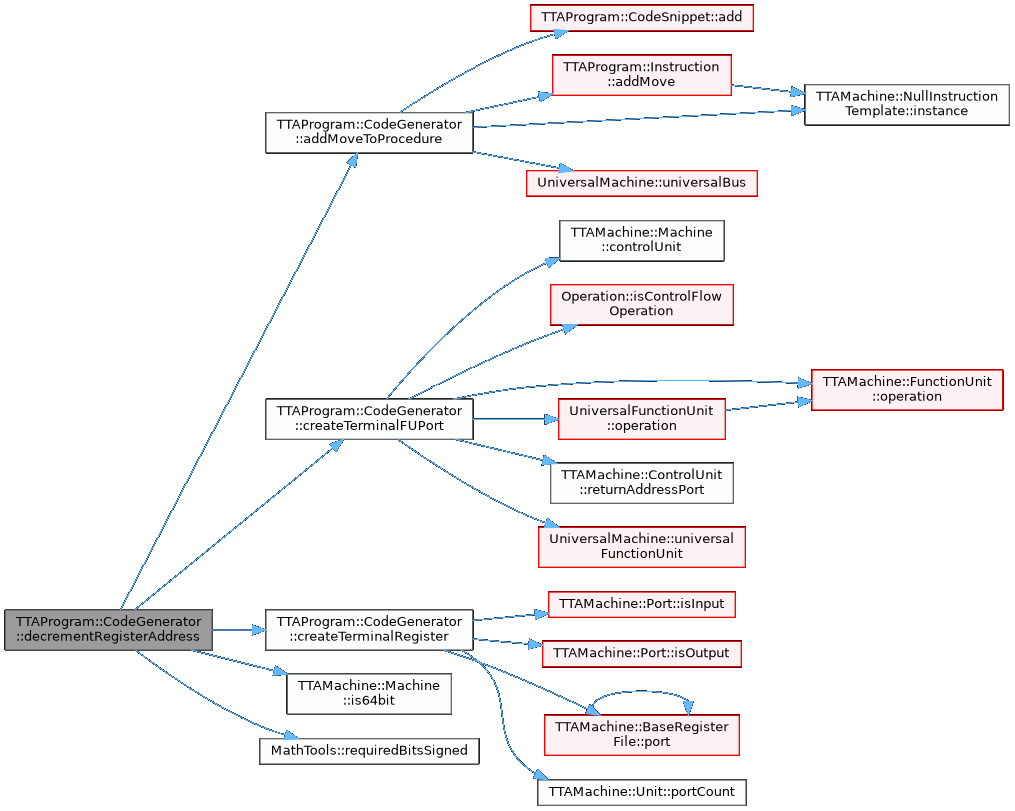 TTAProgram::CodeSnippet::add
TTAProgram::Instruction
::addMove
TTAMachine::NullInstruction
Template::instance
TTAProgram::CodeGenerator
::addMoveToProcedure
UniversalMachine::universalBus
TTAMachine::Machine
::controlUnit
Operation::isControlFlow
Operation
TTAMachine::FunctionUnit
::operation
TTAProgram::CodeGenerator
::createTerminalFUPort
UniversalFunctionUnit
::operation
TTAMachine::ControlUnit
::returnAddressPort
UniversalMachine::universal
FunctionUnit
TTAMachine::Port::isInput
TTAProgram::CodeGenerator
::decrementRegisterAddress
TTAProgram::CodeGenerator
::createTerminalRegister
TTAMachine::Port::isOutput
TTAMachine::Machine
::is64bit
TTAMachine::BaseRegister
File::port
MathTools::requiredBitsSigned
TTAMachine::Unit::portCount